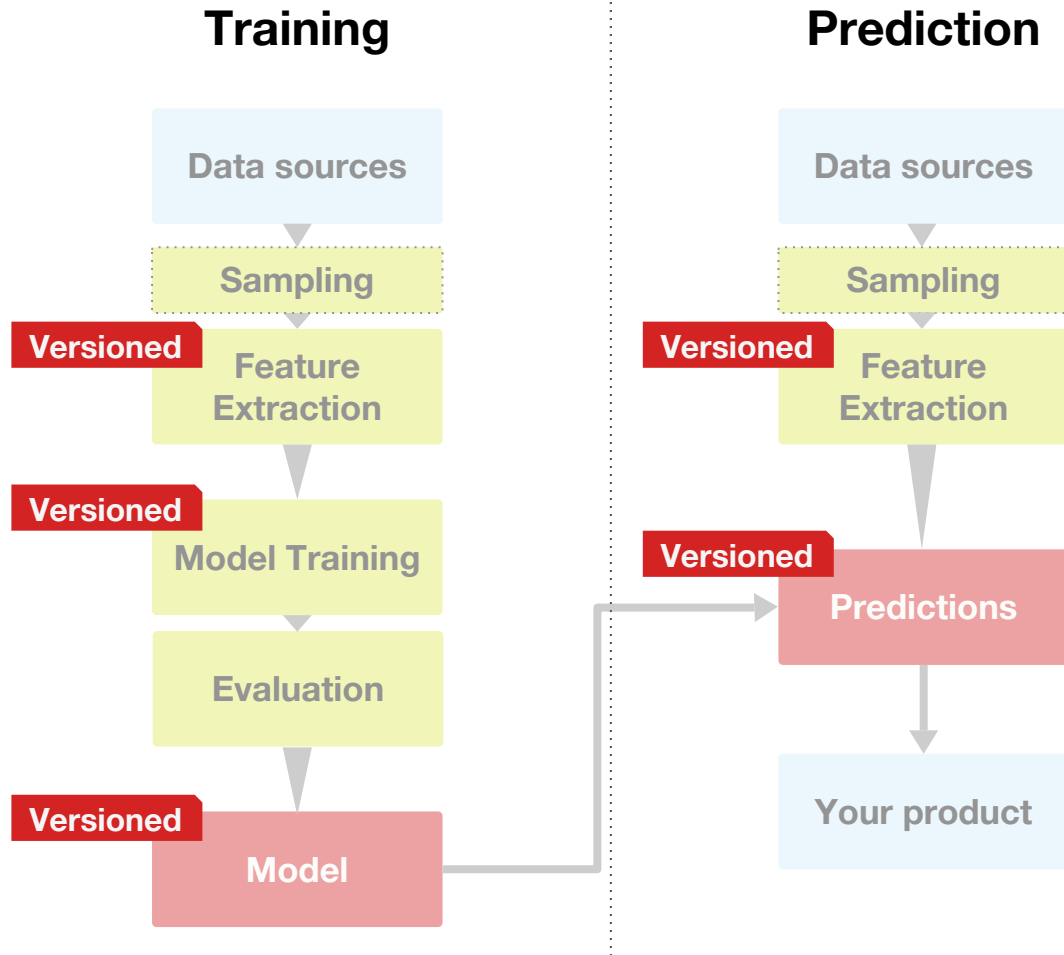 Training
Data sources
Sampling
Versioned
Feature
Extraction
Versioned
Model Training
Evaluation
Versioned
Model
Prediction
Data sources
Sampling
Versioned
Feature
Extraction
Versioned
Predictions
Your product